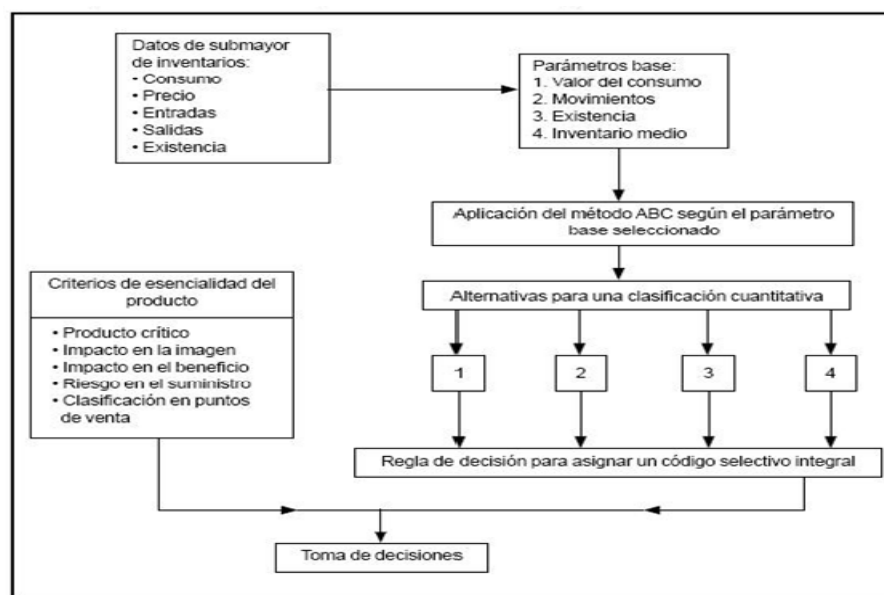 Datos de submayor
de inventarios:
• Consumo
• Precio
• Entradas
• Salidas
• Existencia
Parámetros base:
1. Valor del consumo
2. Movimientos
3. Existencia
4. Inventario medio
Aplicación del método ABC según el parámetro
base seleccionado
Criterios de esencialidad del
producto
• Producto crítico
• Impacto en la imagen
• Impacto en el beneficio
• Riesgo en el suministro
• Clasificación en puntos
de venta
Alternativas para una clasificación cuantitativa
1
2
3
4
Regla de decisión para asignar un código selectivo integral
Toma de decisiones